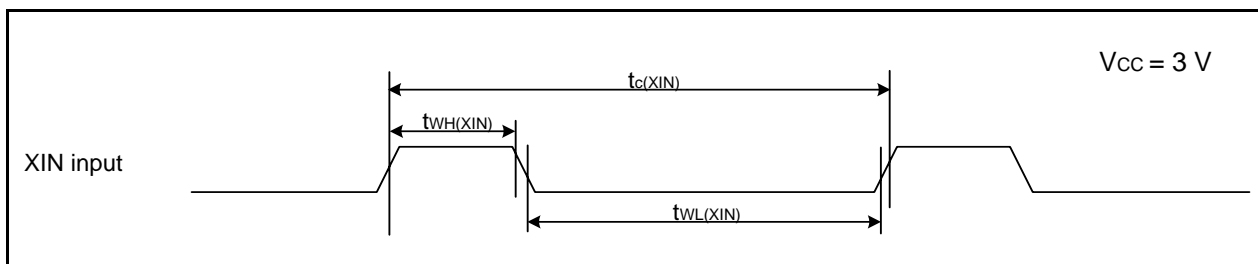 VCC = 3 V
tc(XIN)
tWH(XIN)
XIN input
tWL(XIN)